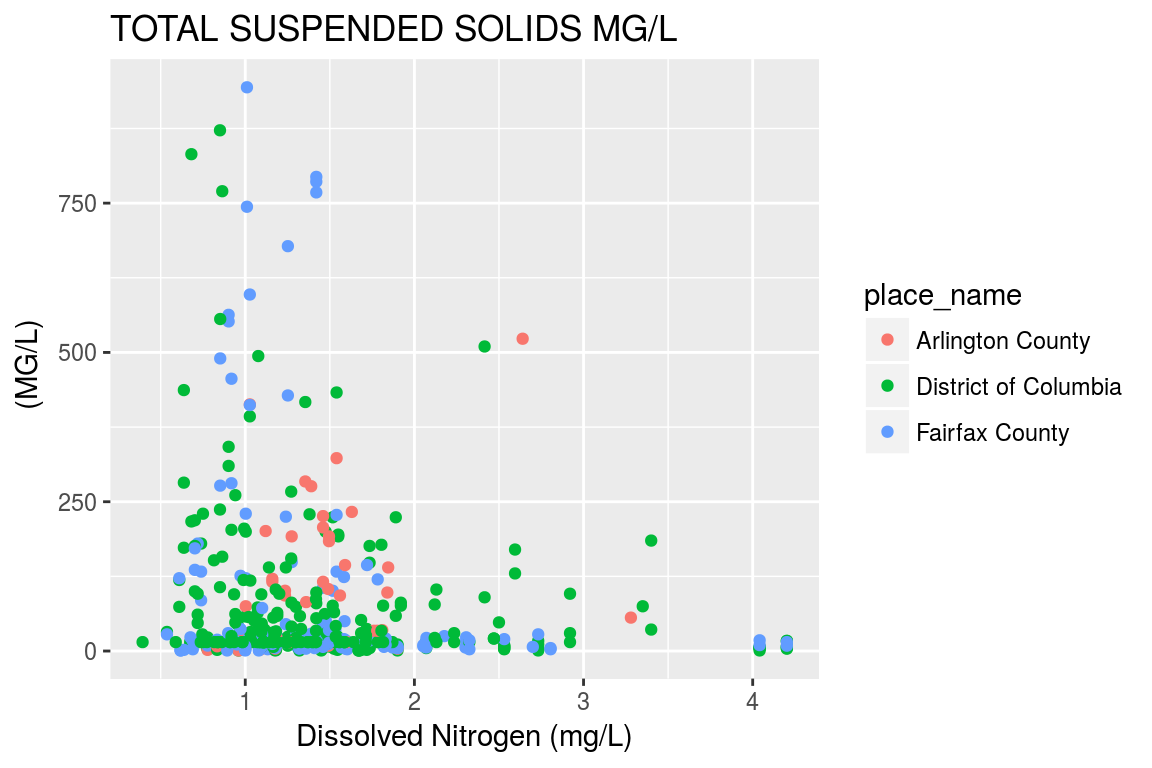 TOTAL SUSPENDED SOLIDS MG/L
(MG/L)
750
500
250
0
1 2 3 4
Dissolved Nitrogen (mg/L)
place_name
Arlington County
District of Columbia
Fairfax County